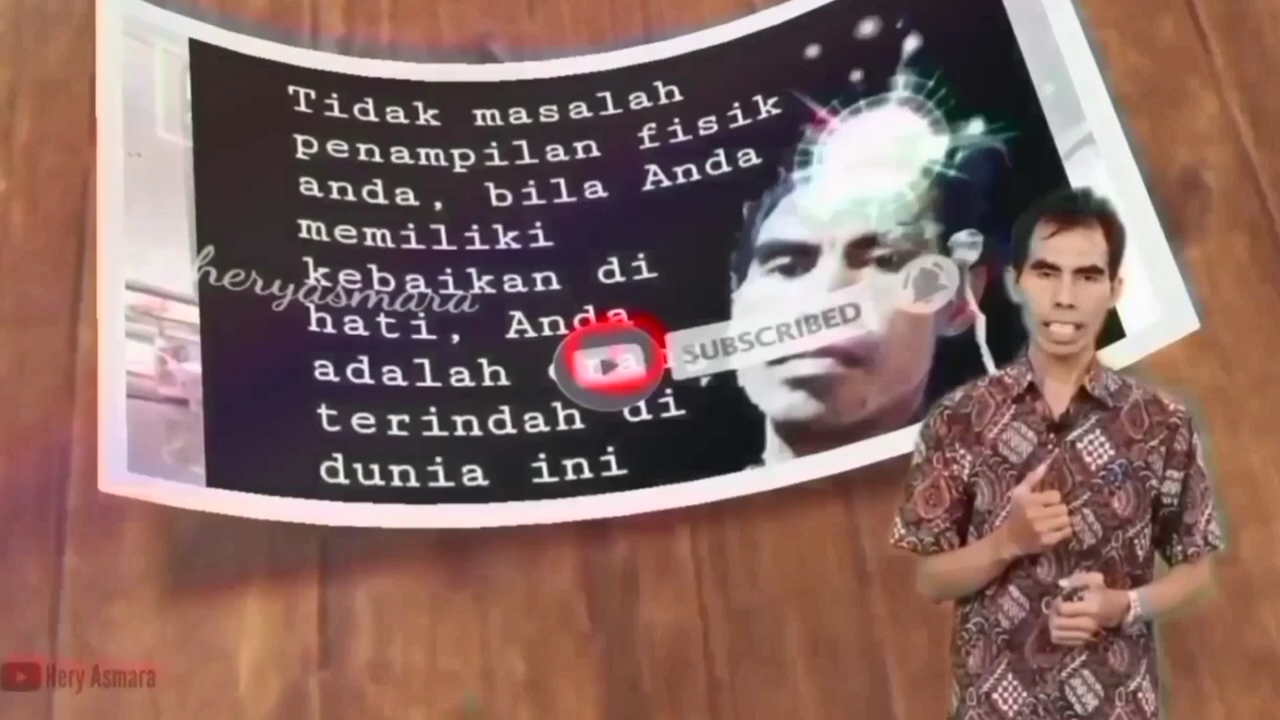 Tidak masalah
penampilan fisik
anda, bila Anda
memiliki
kebaikan di
hati, Anda
adalah
terindah di
dunia ini
heryasmara
SUBSCRIBED
Hery Asmara